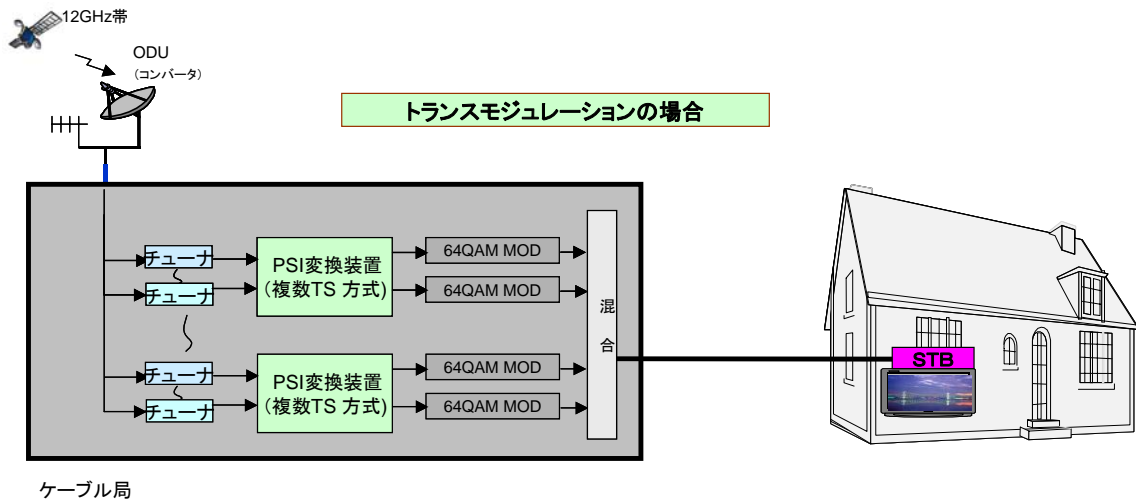 12GHz帯
ODU
(コンバータ)
トランスモジュレーションの場合
チューナ
チューナ
PSI変換装置
(複数TS 方式)
64QAM MOD
64QAM MOD
チューナ
チューナ
PSI変換装置
(複数TS 方式)
64QAM MOD
64QAM MOD
混
合
STB
ケーブル局